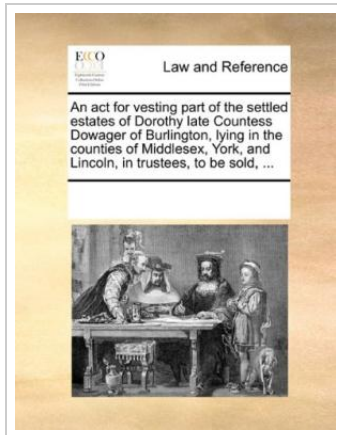 ECCO
Law and Reference
An act for vesting part of the settled
estates of Dorothy late Countess
Dowager of Burlington, lying in the
counties of Middlesex, York, and
Lincoln, in trustees, to be sold, ...